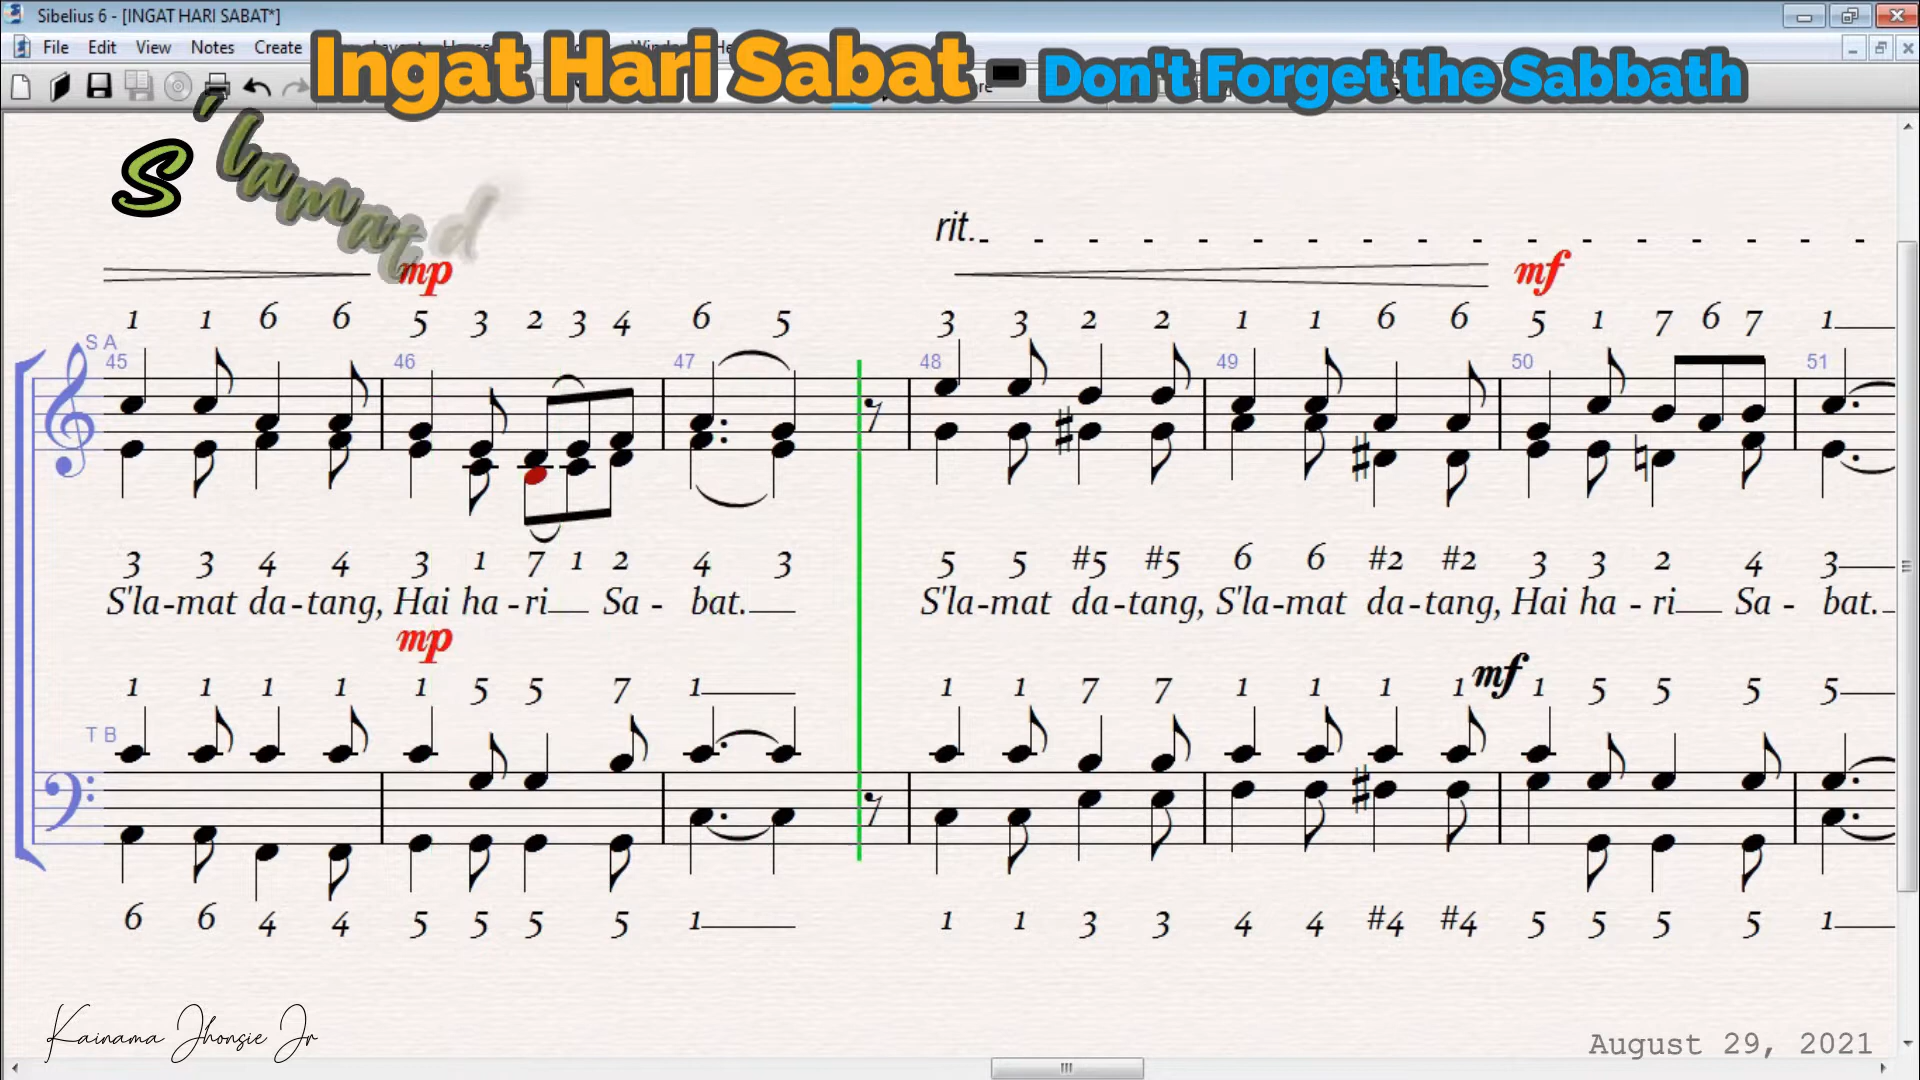 Sibelius 6 - [INGAT HARI SABAT*]
File Edit View Notes Create
Ingat Hari Sabat - Don't Forget the Sabbath
S'lamat d
rit.
mp mf
1 1 6 6 5 3 2 3 4 6 5 3 3 2 2 1 1 6 6 5 1 7 6 7 1
S A
45 46 47 48 49 50 51
3 3 4 4 3 1 7 1 2 4 3 5 5 #5 #5 6 6 #2 #2 3 3 2 4 3
S'la-mat da-tang, Hai ha-ri Sa- bat. S'la-mat da-tang, S'la-mat da-tang, Hai ha-ri Sa- bat.
mp mf
1 1 1 1 1 5 5 7 1 1 1 7 7 1 1 1 1 1 5 5 5 5
T B
6 6 4 4 5 5 5 5 1 1 1 3 3 4 4 #4 #4 5 5 5 5 1
Kainama Jhonsie Jr
August 29, 2021